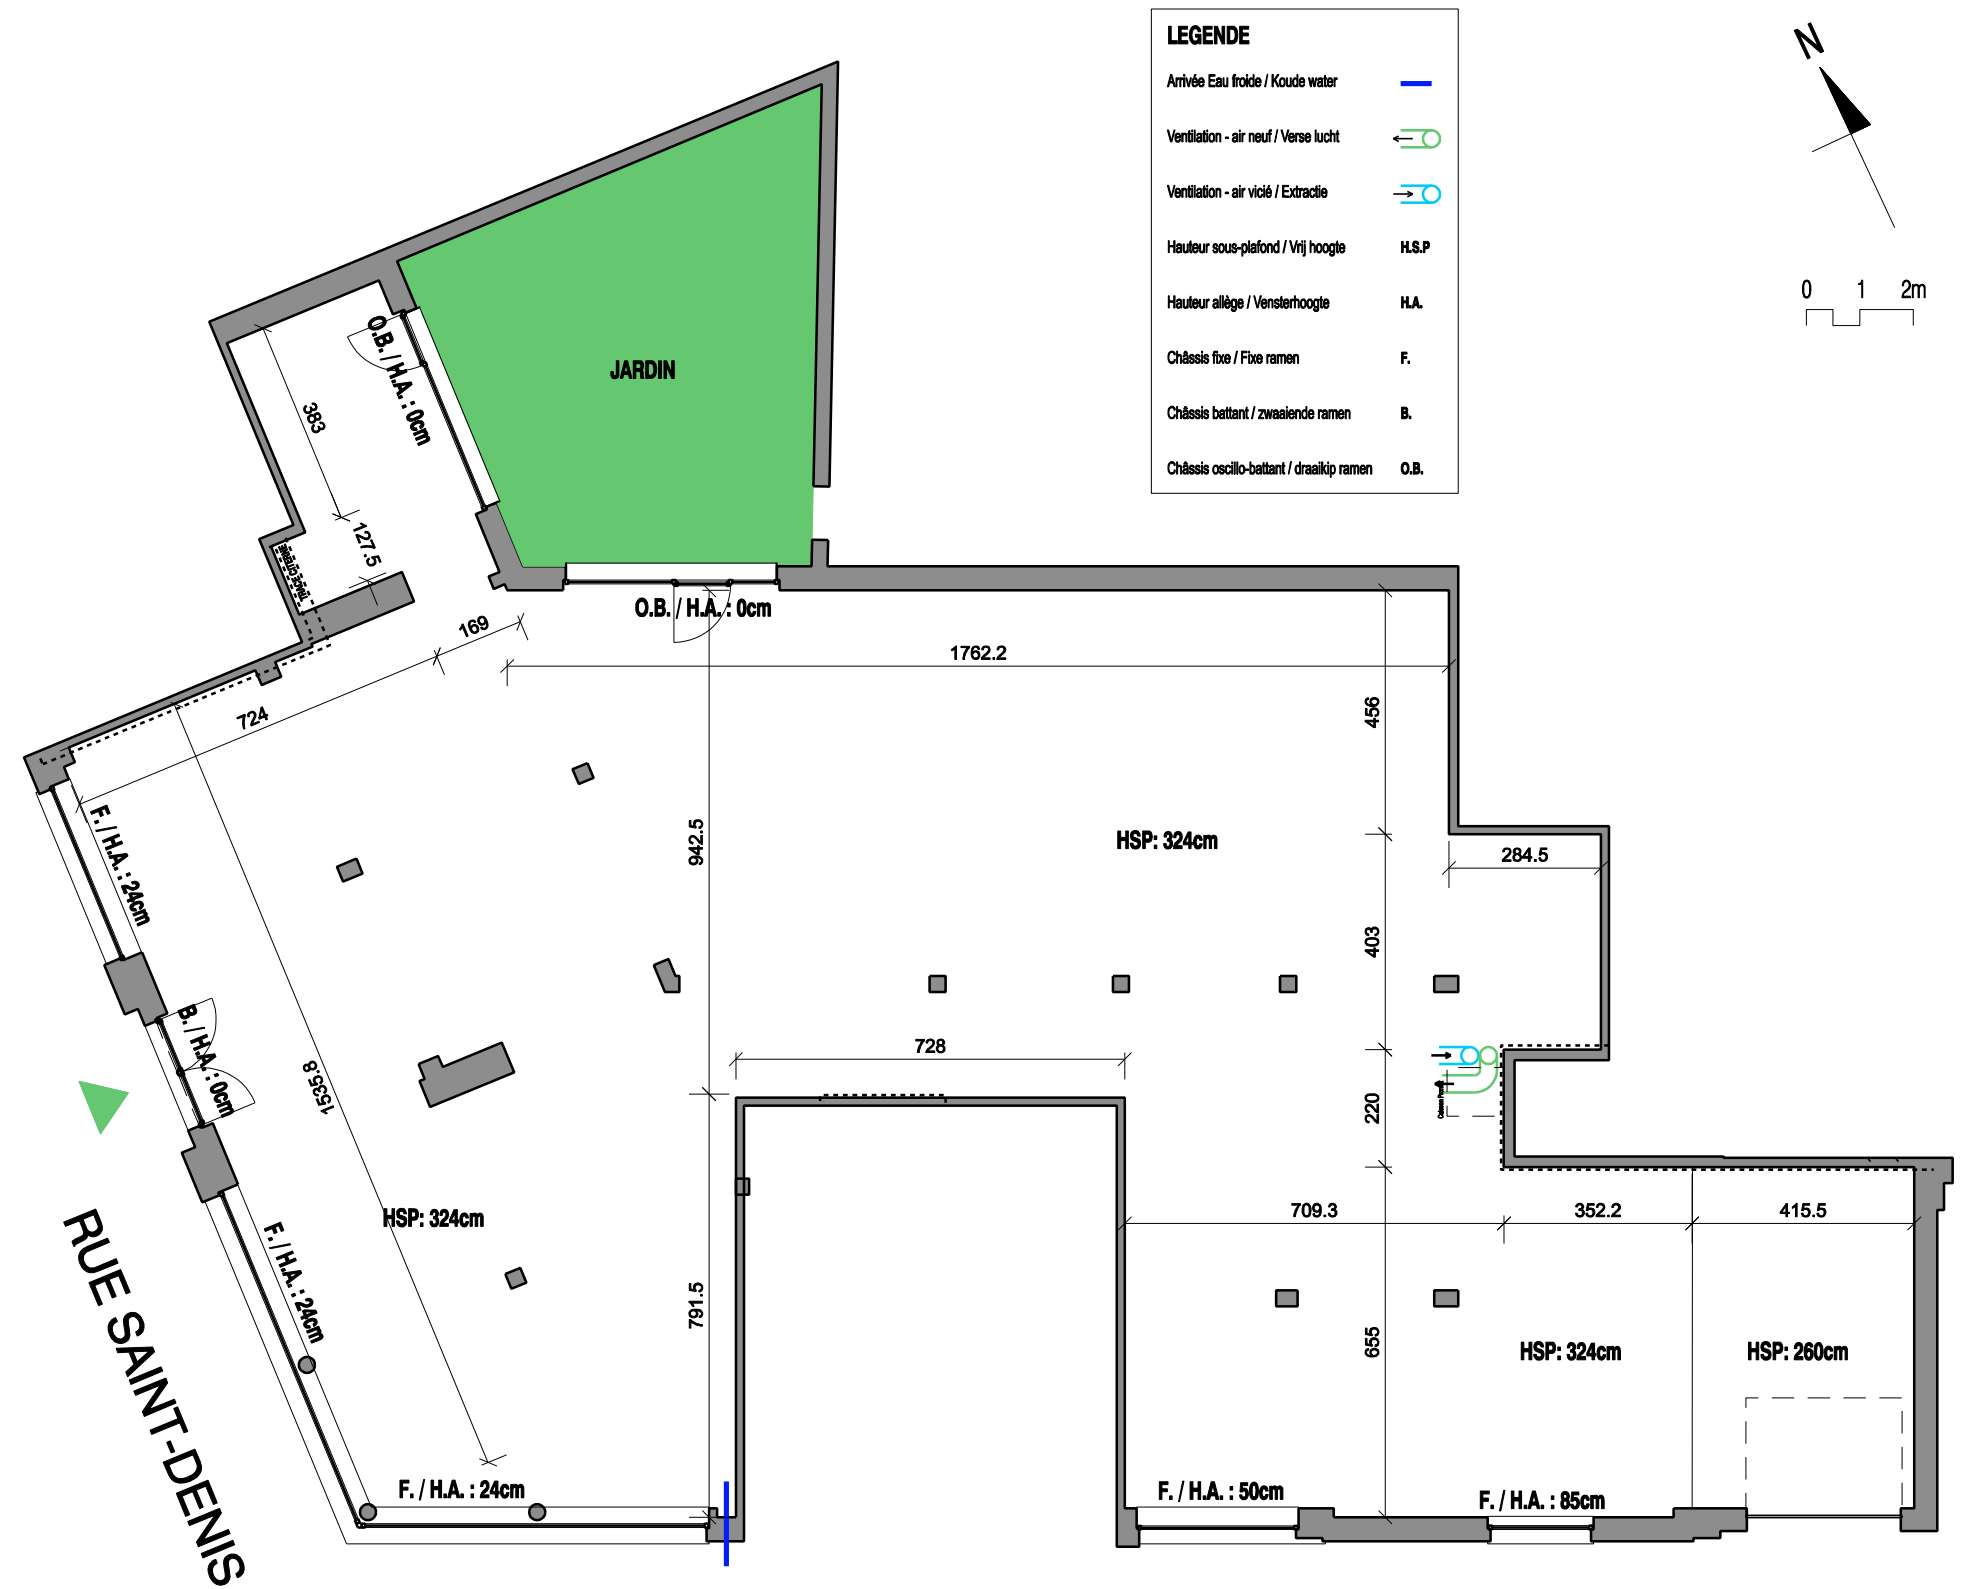 LEGENDE
Arrivée Eau froide / Koude water
Ventilation - air neuf / Verse lucht
Ventilation - air vicié / Extractie
Hauteur sous-plafond / Vrij hoogte H.S.P
Hauteur allège / Vensterhoogte H.A.
Châssis fixe / Fixe ramen F.
Châssis battant / zwaaiende ramen B.
Châssis oscillo-battant / draaikip ramen O.B.
N
0 1 2m
JARDIN
O.B. / H.A. : 0cm
383
127.5
TRACE CITERNE
O.B. / H.A. : 0cm
169
1762.2
724
456
942.5
HSP: 324cm
284.5
F. / H.A. : 24cm
403
B. / H.A. : 0cm
1535.8
728
220
709.3
352.2
415.5
HSP: 324cm
F. / H.A. : 24cm
791.5
655
HSP: 324cm
HSP: 260cm
RUE SAINT-DENIS
F. / H.A. : 24cm
F. / H.A. : 50cm
F. / H.A. : 85cm